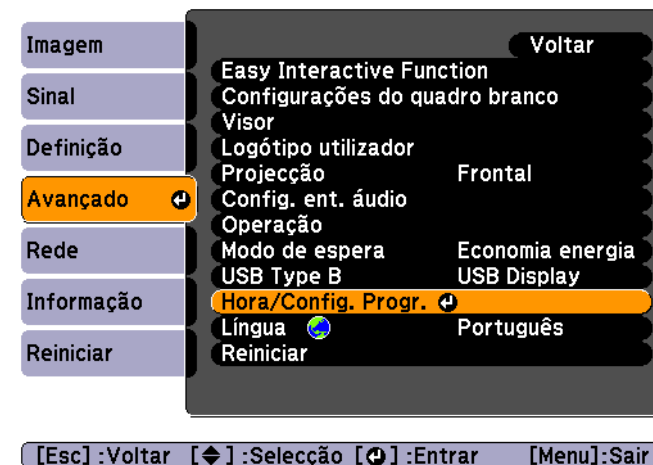 Imagem
Sinal
Definição
Avançado
Rede
Informação
Reiniciar
Voltar
Easy Interactive Function
Configurações do quadro branco
Visor
Logótipo utilizador
Projecção Frontal
Config. ent. áudio
Operação
Modo de espera Economia energia
USB Type B USB Display
Hora/Config. Progr.
Língua Português
Reiniciar
[Esc] :Voltar [◆] :Selecção [↵] :Entrar [Menu]:Sair